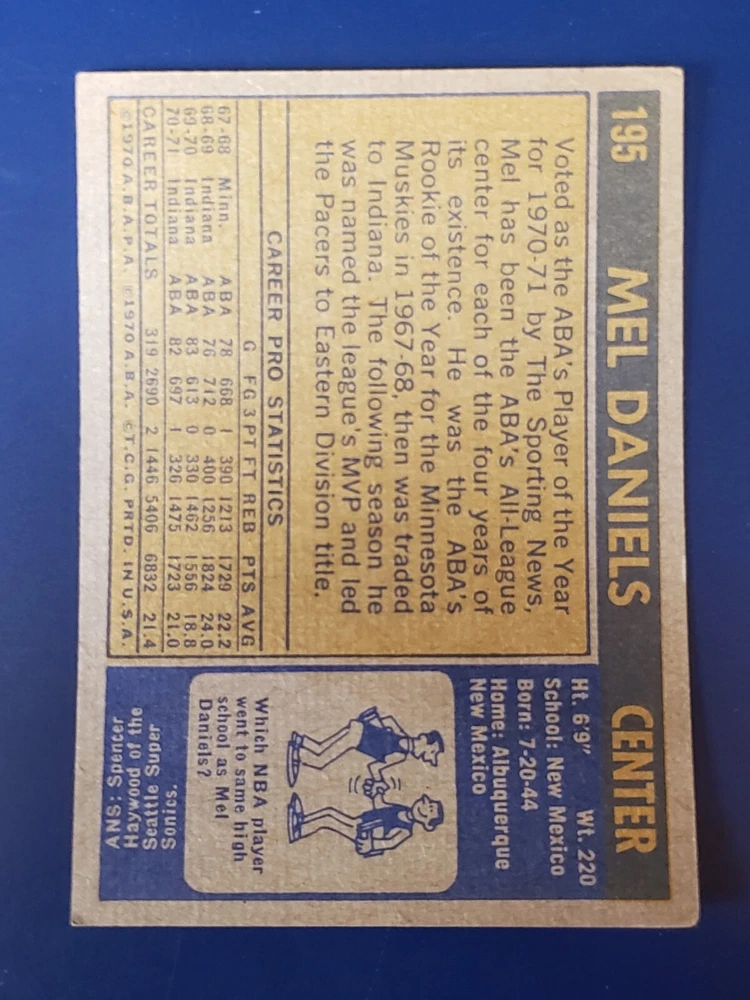 195 MEL DANIELS CENTER
Voted as the ABA's Player of the Year
for 1970-71 by The Sporting News,
Mel has been the ABA's All-League
center for each of the four years of
its existence. He was the ABA's
Rookie of the Year for the Minnesota
Muskies in 1967-68, then was traded
to Indiana. The following season he
was named the league's MVP and led
the Pacers to Eastern Division title.
CAREER PRO STATISTICS
G FG 3PT FT REB PTS AVG
67-68 Minn. ABA 78 668 1 390 1213 1729 22.2
68-69 Indiana ABA 76 712 0 400 1256 1824 24.0
69-70 Indiana ABA 83 613 0 330 1462 1556 18.8
70-71 Indiana ABA 82 697 1 326 1475 1723 21.0
CAREER TOTALS 319 2690 2 1446 5406 6832 21.4
©1970 A.B.A.P.A. ©1970 A.B.A. ©T.C.G. PRTD. IN U.S.A.
Ht. 6'9" Wt. 220
School: New Mexico
Born: 7-20-44
Home: Albuquerque
New Mexico
Which NBA player
went to same high
school as Mel
Daniels?
ANS: Spencer
Haywood of the
Seattle Super
Sonics.